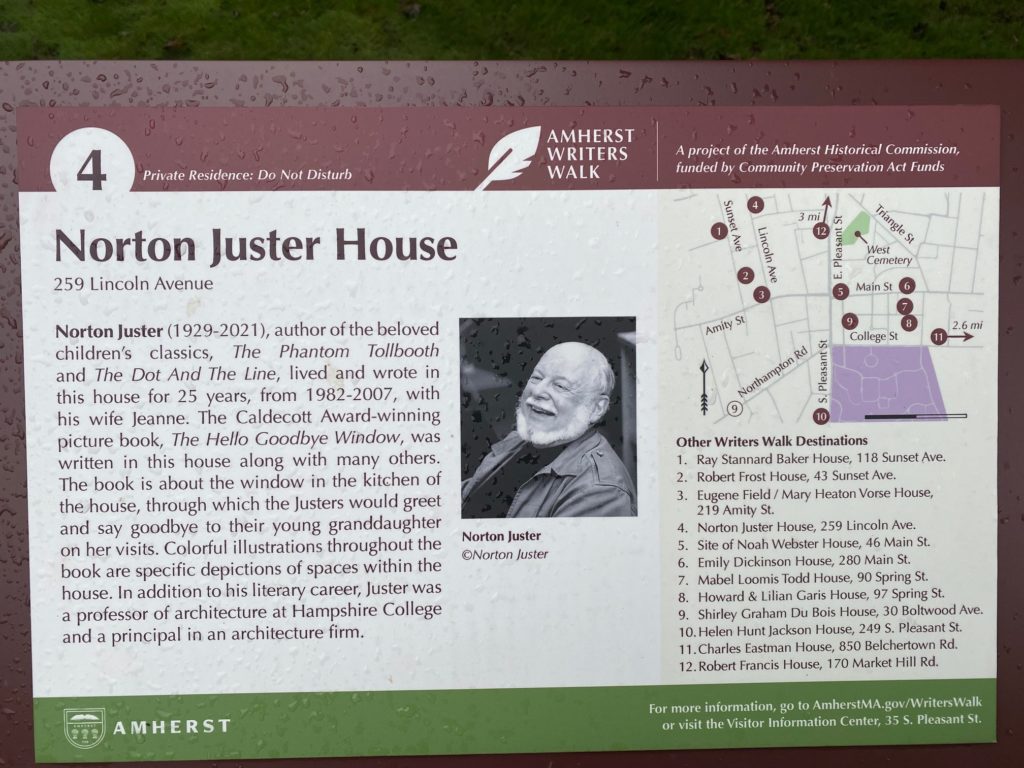 4
Private Residence: Do Not Disturb
AMHERST
WRITERS
WALK
A project of the Amherst Historical Commission,
funded by Community Preservation Act Funds
Norton Juster House
259 Lincoln Avenue
Norton Juster (1929-2021), author of the beloved
children's classics, The Phantom Tollbooth
and The Dot And The Line, lived and wrote in
this house for 25 years, from 1982-2007, with
his wife Jeanne. The Caldecott Award-winning
picture book, The Hello Goodbye Window, was
written in this house along with many others.
The book is about the window in the kitchen of
the house, through which the Justers would greet
and say goodbye to their young granddaughter
on her visits. Colorful illustrations throughout the
book are specific depictions of spaces within the
house. In addition to his literary career, Juster was
a professor of architecture at Hampshire College
and a principal in an architecture firm.
Norton Juster
©Norton Juster
1
Sunset Ave
4
Lincoln Ave
3 mi
12
E. Pleasant St
Triangle St
West
Cemetery
2
3
5
Main St
6
7
8
9
Amity St
College St
11
2.6 mi
Northampton Rd
S. Pleasant St
9
10
Other Writers Walk Destinations
1. Ray Stannard Baker House, 118 Sunset Ave.
2. Robert Frost House, 43 Sunset Ave.
3. Eugene Field / Mary Heaton Vorse House,
219 Amity St.
4. Norton Juster House, 259 Lincoln Ave.
5. Site of Noah Webster House, 46 Main St.
6. Emily Dickinson House, 280 Main St.
7. Mabel Loomis Todd House, 90 Spring St.
8. Howard & Lilian Garis House, 97 Spring St.
9. Shirley Graham Du Bois House, 30 Boltwood Ave.
10. Helen Hunt Jackson House, 249 S. Pleasant St.
11. Charles Eastman House, 850 Belchertown Rd.
12. Robert Francis House, 170 Market Hill Rd.
AMHERST
For more information, go to AmherstMA.gov/WritersWalk
or visit the Visitor Information Center, 35 S. Pleasant St.